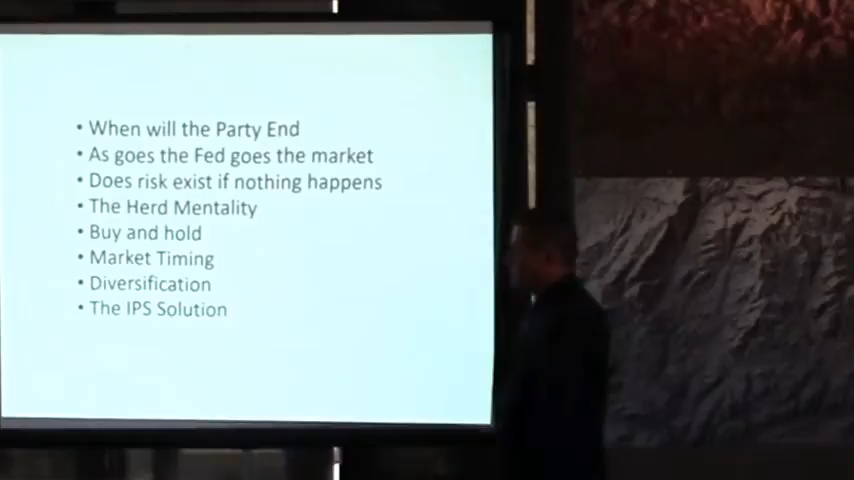 • When will the Party End
• As goes the Fed goes the market
• Does risk exist if nothing happens
• The Herd Mentality
• Buy and hold
• Market Timing
• Diversification
• The IPS Solution